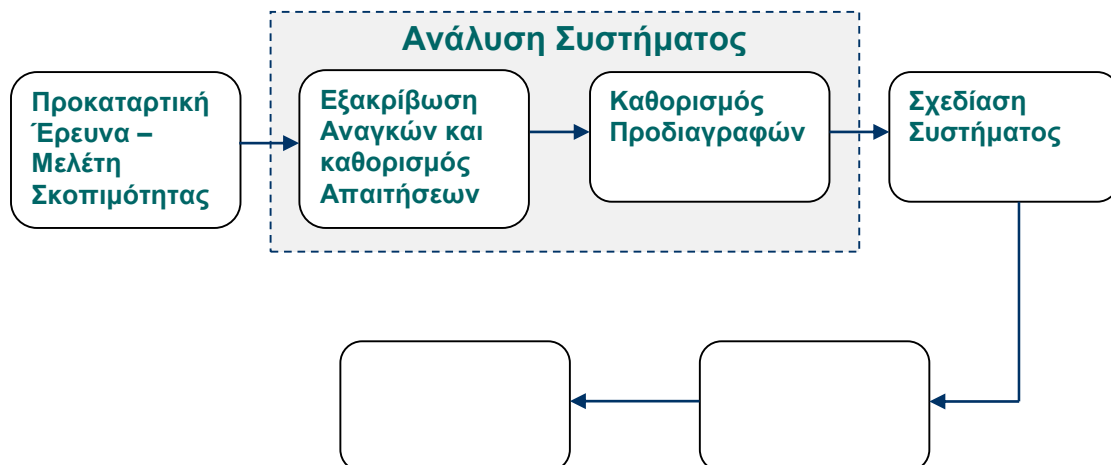 Ανάλυση Συστήματος
Προκαταρτική
Έρευνα –
Μελέτη
Σκοπιμότητας
Εξακρίβωση
Αναγκών και
καθορισμός
Απαιτήσεων
Καθορισμός
Προδιαγραφών
Σχεδίαση
Συστήματος